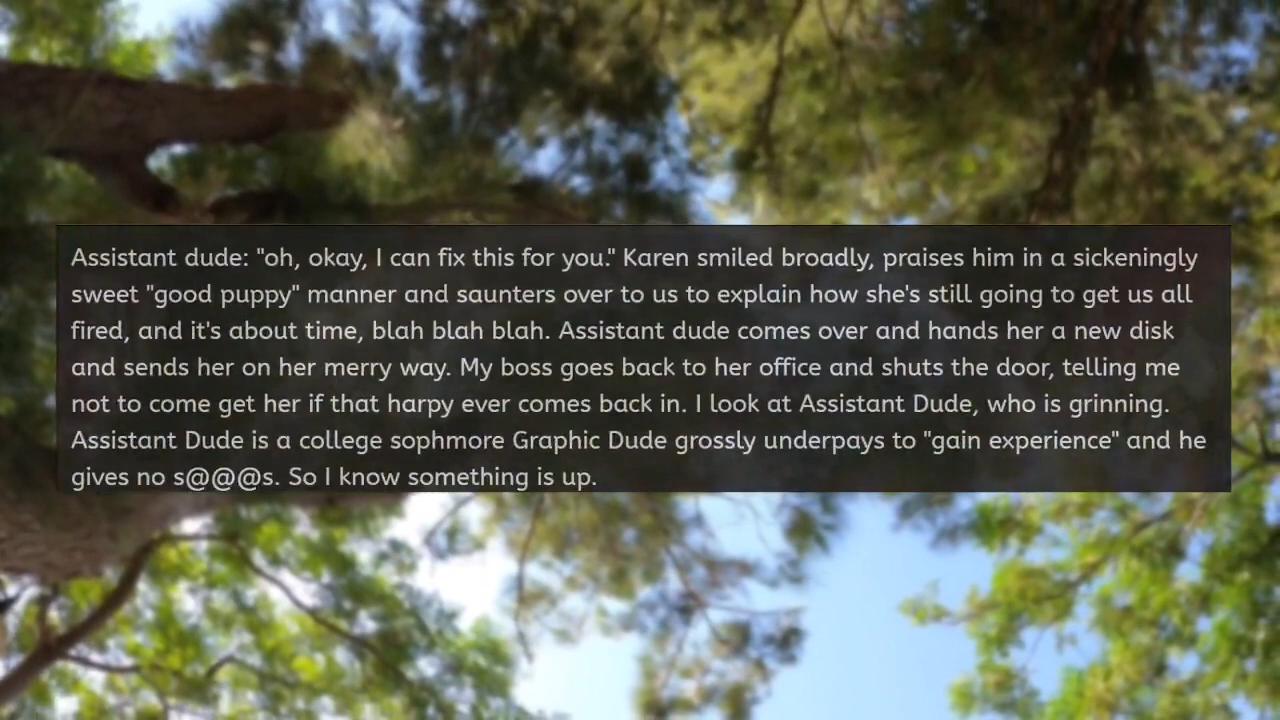 Assistant dude: "oh, okay, I can fix this for you." Karen smiled broadly, praises him in a sickeningly
sweet "good puppy" manner and saunters over to us to explain how she's still going to get us all
fired, and it's about time, blah blah blah. Assistant dude comes over and hands her a new disk
and sends her on her merry way. My boss goes back to her office and shuts the door, telling me
not to come get her if that harpy ever comes back in. I look at Assistant Dude, who is grinning.
Assistant Dude is a college sophmore Graphic Dude grossly underpays to "gain experience" and he
gives no s@@@s. So I know something is up.